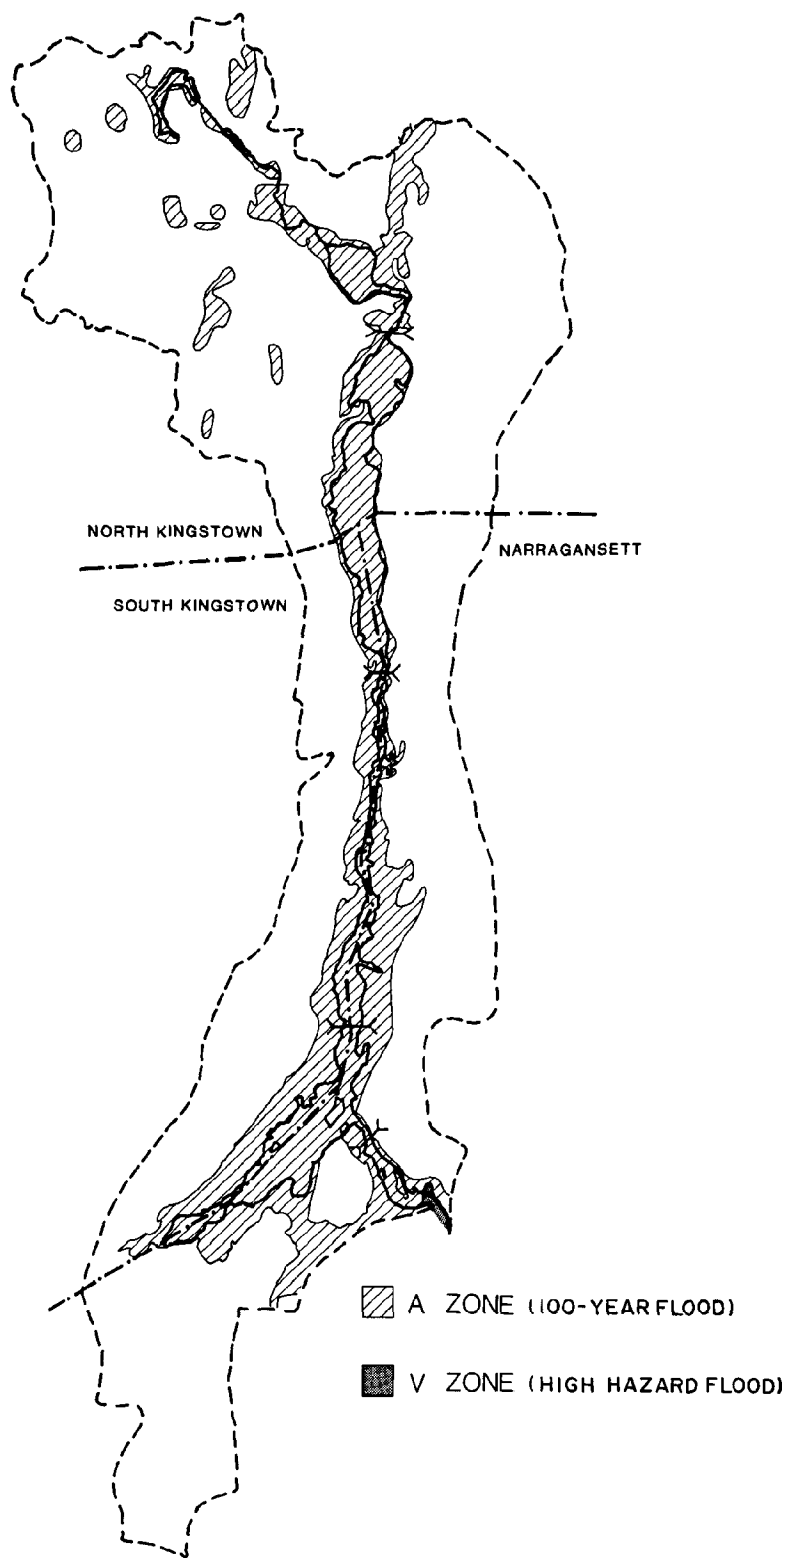 NORTH KINGSTOWN
NARRAGANSETT
SOUTH KINGSTOWN
A ZONE (100-YEAR FLOOD)
V ZONE (HIGH HAZARD FLOOD)